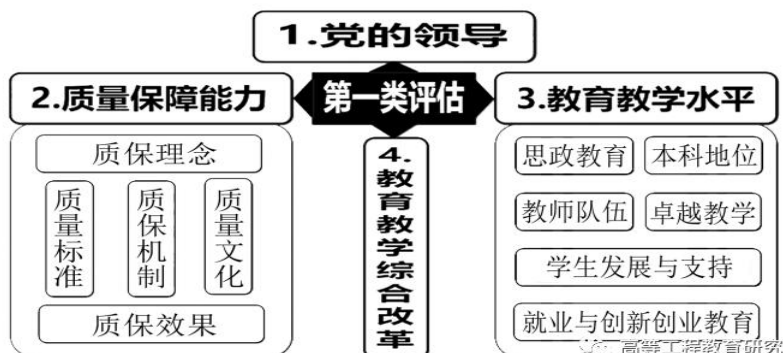 1.党的领导
2.质量保障能力
第一类评估
3.教育教学水平
质保理念
质量标准
质保机制
质量文化
质保效果
4.教育教学综合改革
思政教育
本科地位
教师队伍
卓越教学
学生发展与支持
就业与创新创业教育
高等工程教育研究